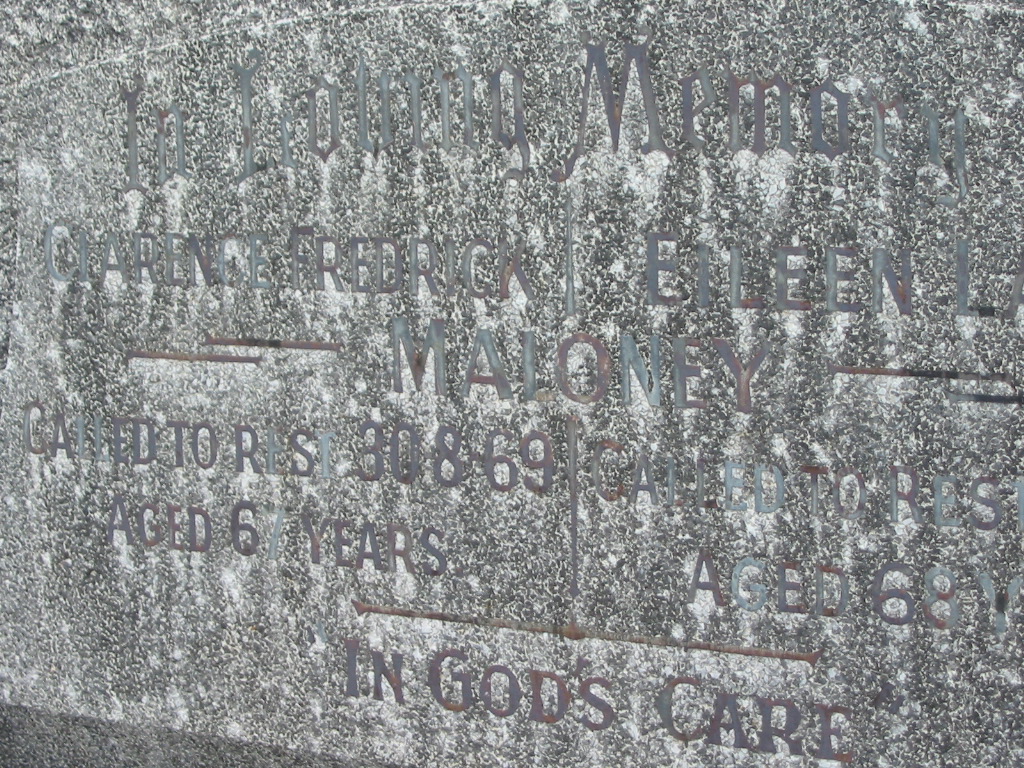 In Loving Memory
CLARENCE FREDRICK EILEEN
MALONEY
CALLED TO REST 30·8·69 CALLED TO REST
AGED 67 YEARS. AGED 68
IN GOD'S CARE